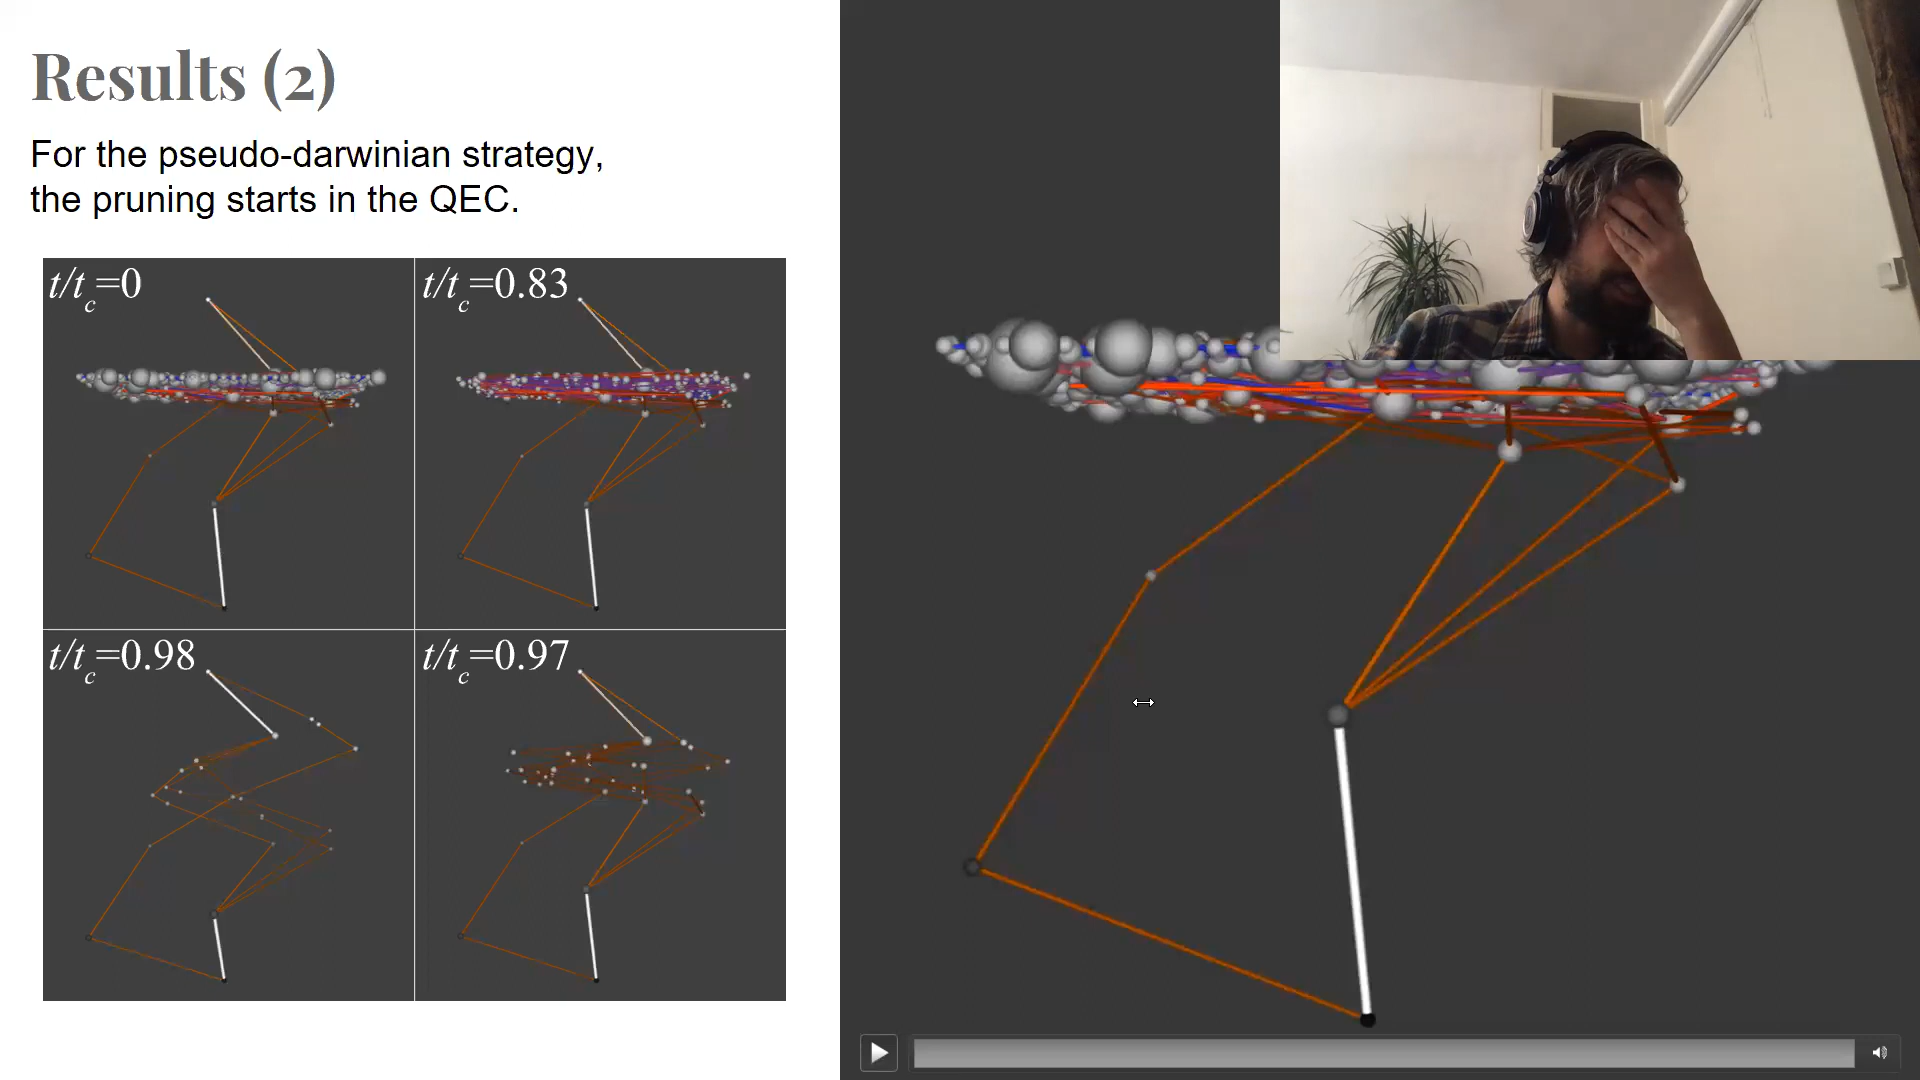 Results (2)
For the pseudo-darwinian strategy,
the pruning starts in the QEC.
t/tc=0
t/tc=0.83
t/tc=0.98
t/tc=0.97